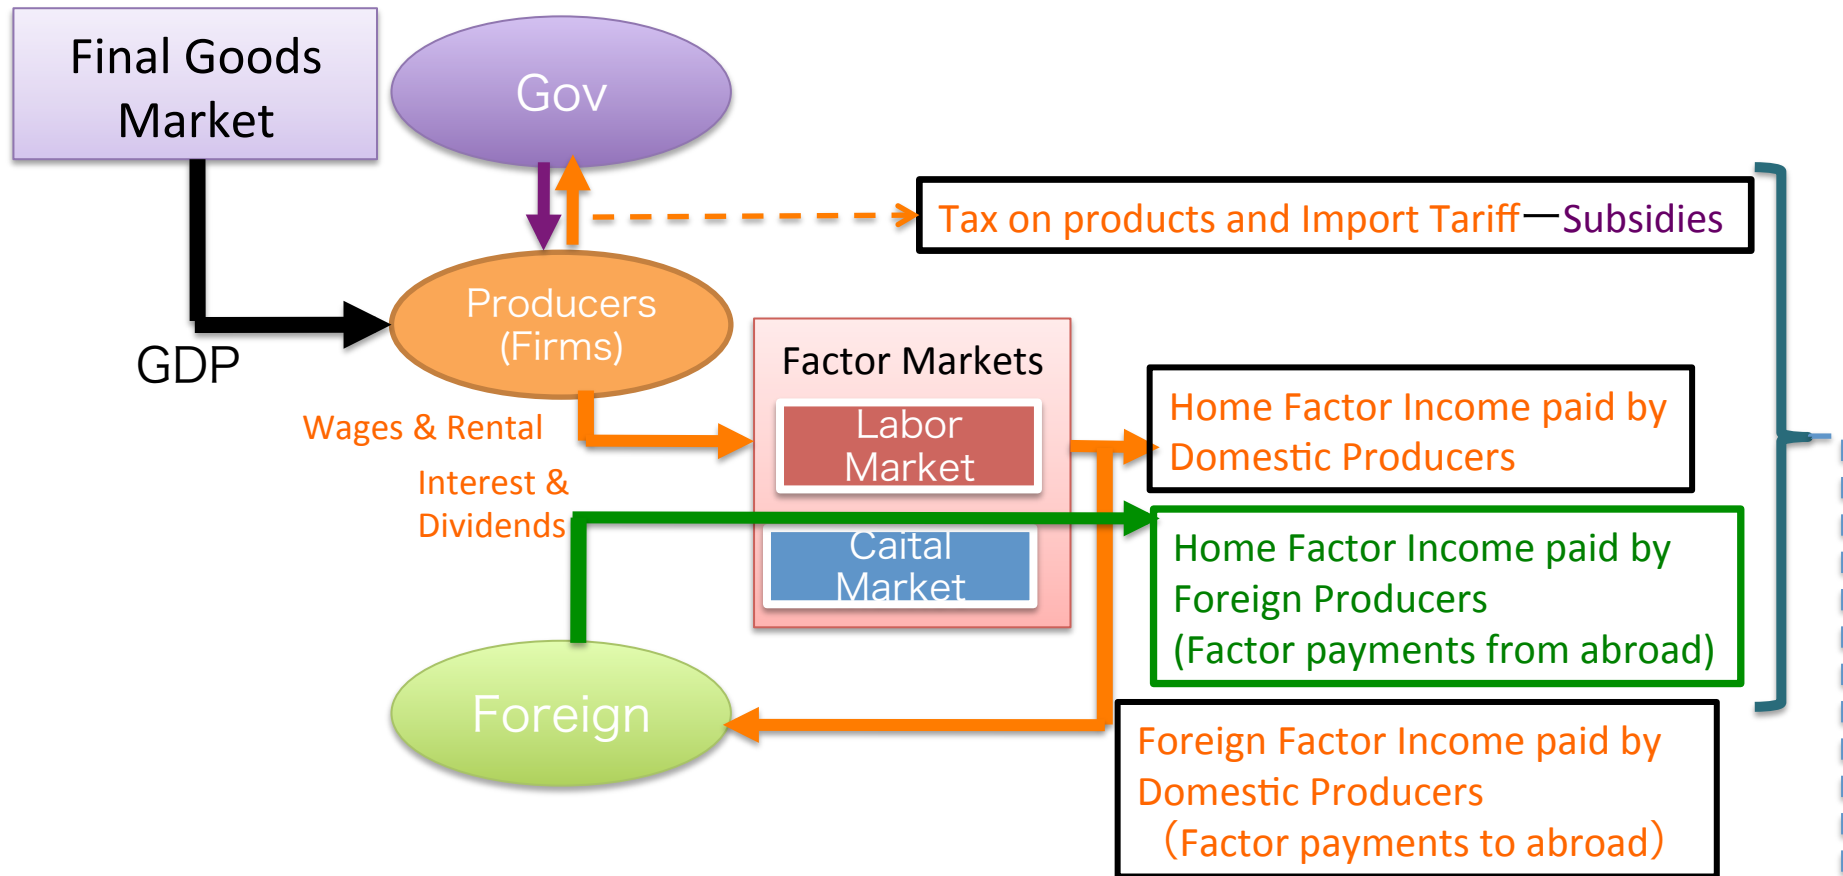 Final Goods
Market
Gov
Tax on products and Import Tariff—Subsidies
Producers
(Firms)
GDP
Factor Markets
Wages & Rental
Labor
Market
Home Factor Income paid by
Domestic Producers
Interest &
Dividends
Caital
Market
Home Factor Income paid by
Foreign Producers
(Factor payments from abroad)
Foreign
Foreign Factor Income paid by
Domestic Producers
（Factor payments to abroad）